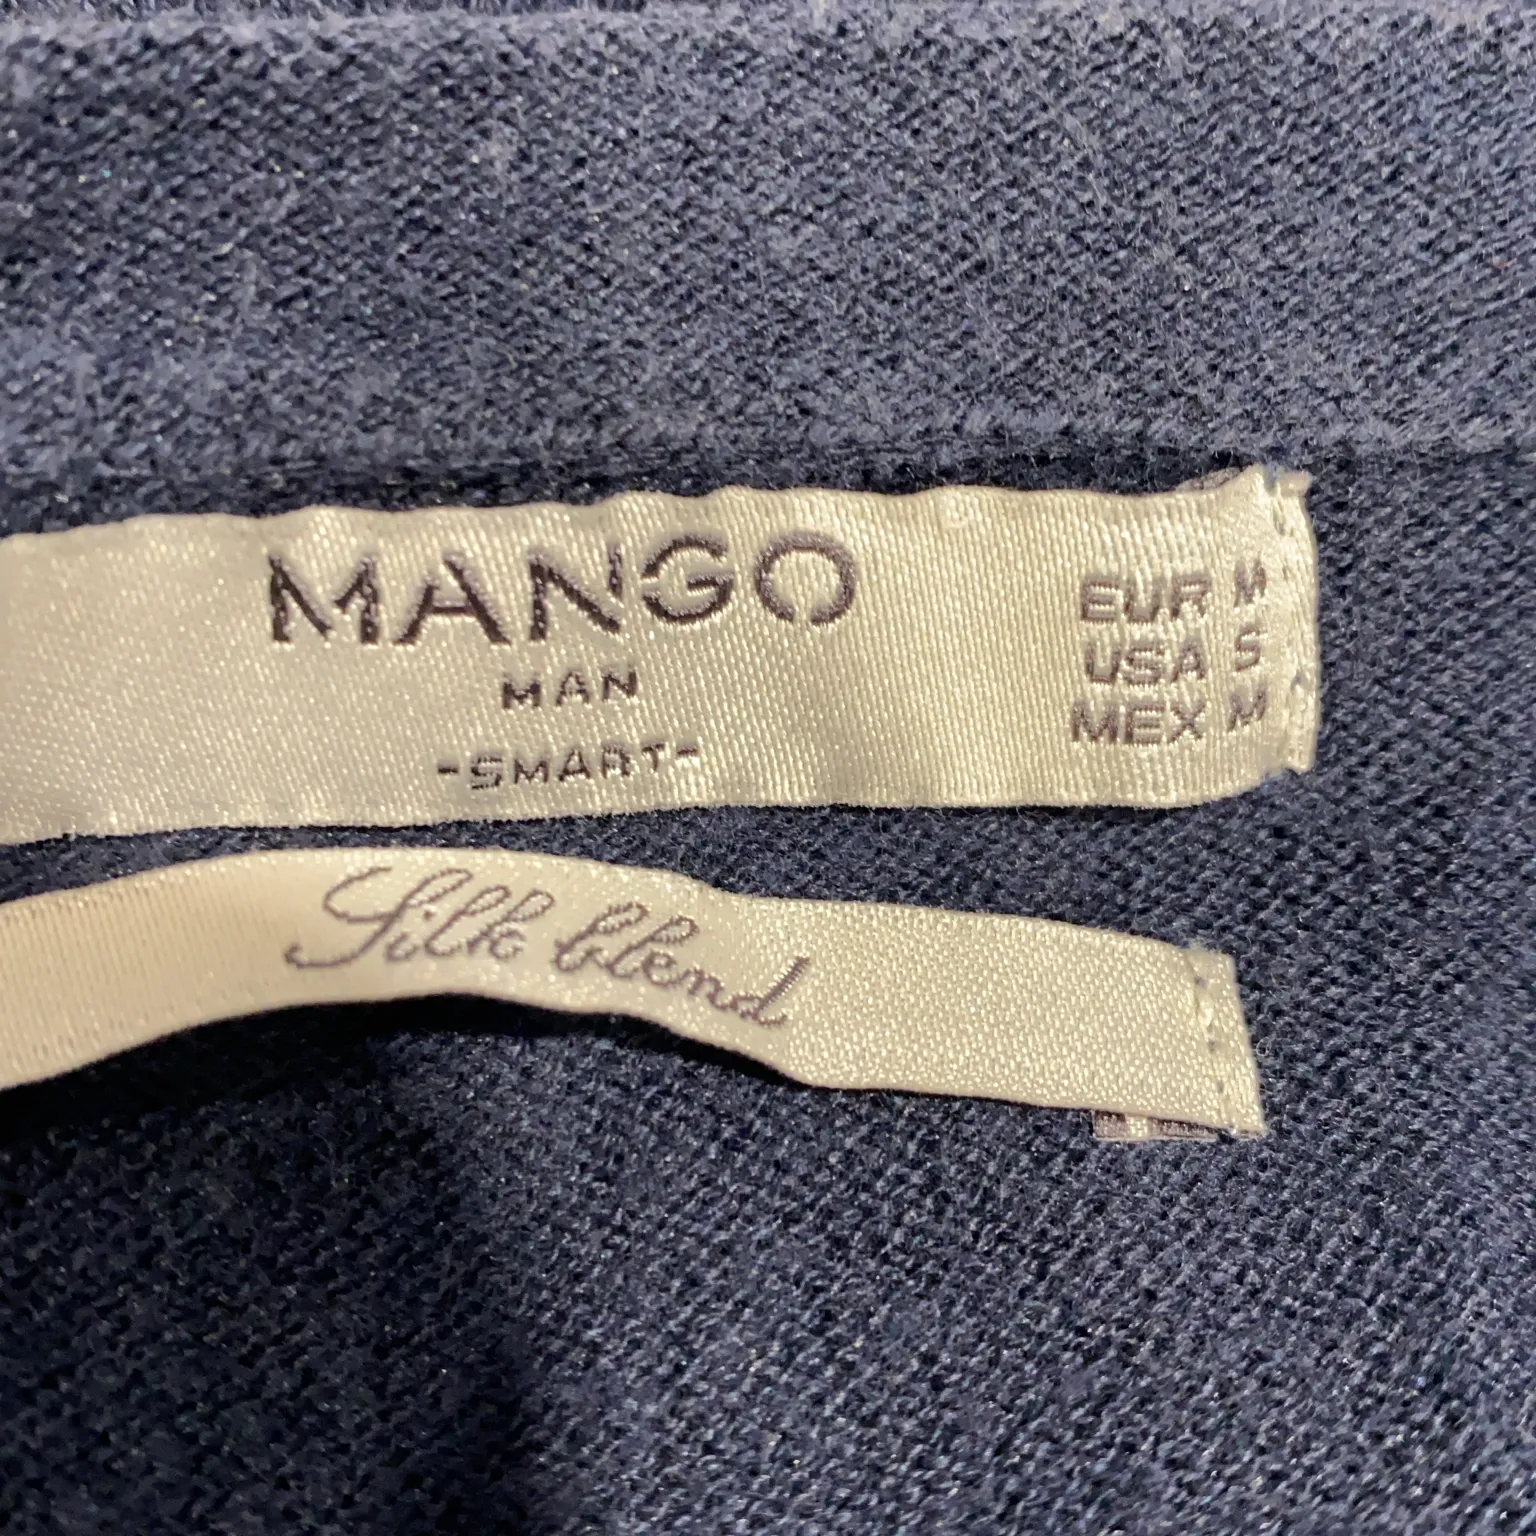 MANGO
MAN
-SMART-
EUR M
USA S
MEX M
Silk blend